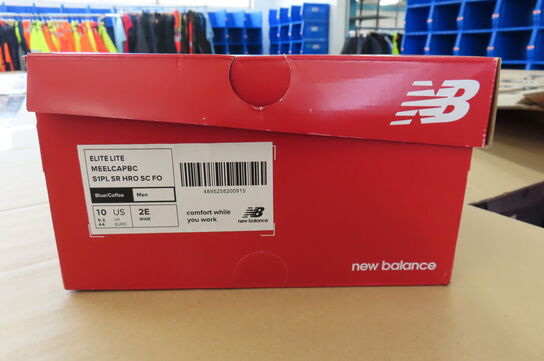 NB
ELITE LITE
MEELCAPBC
S1PL SR HRO SC FO
Blue/Coffee Men
4895258200915
10 US 2E
9.5 UK WIDE
44 EURO
comfort while
you work
NB
new balance
new balance